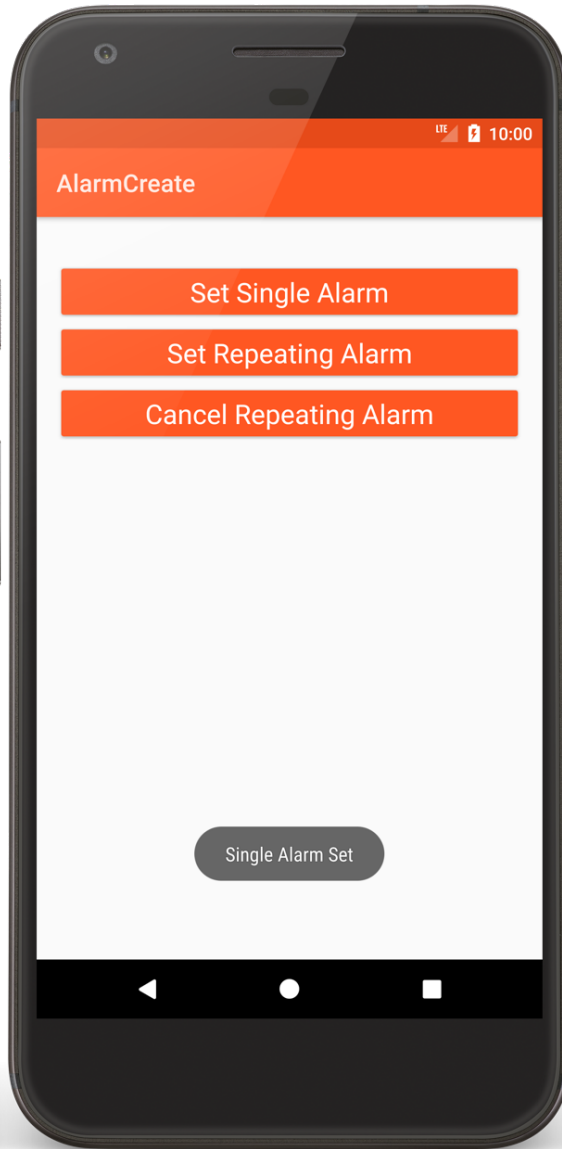 LTE 10:00
AlarmCreate
Set Single Alarm
Set Repeating Alarm
Cancel Repeating Alarm
Single Alarm Set